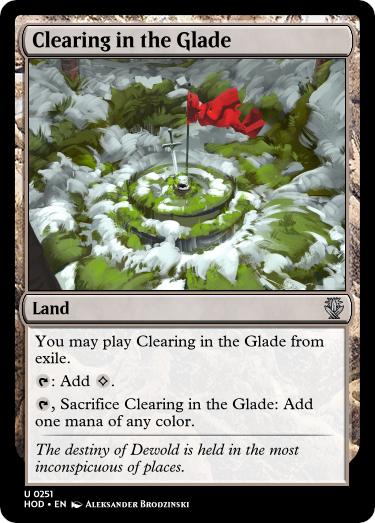 Clearing in the Glade
Land
You may play Clearing in the Glade from
exile.
: Add .
, Sacrifice Clearing in the Glade: Add
one mana of any color.
The destiny of Dewold is held in the most
inconspicuous of places.
U 0251
HOD • EN Aleksander Brodzinski